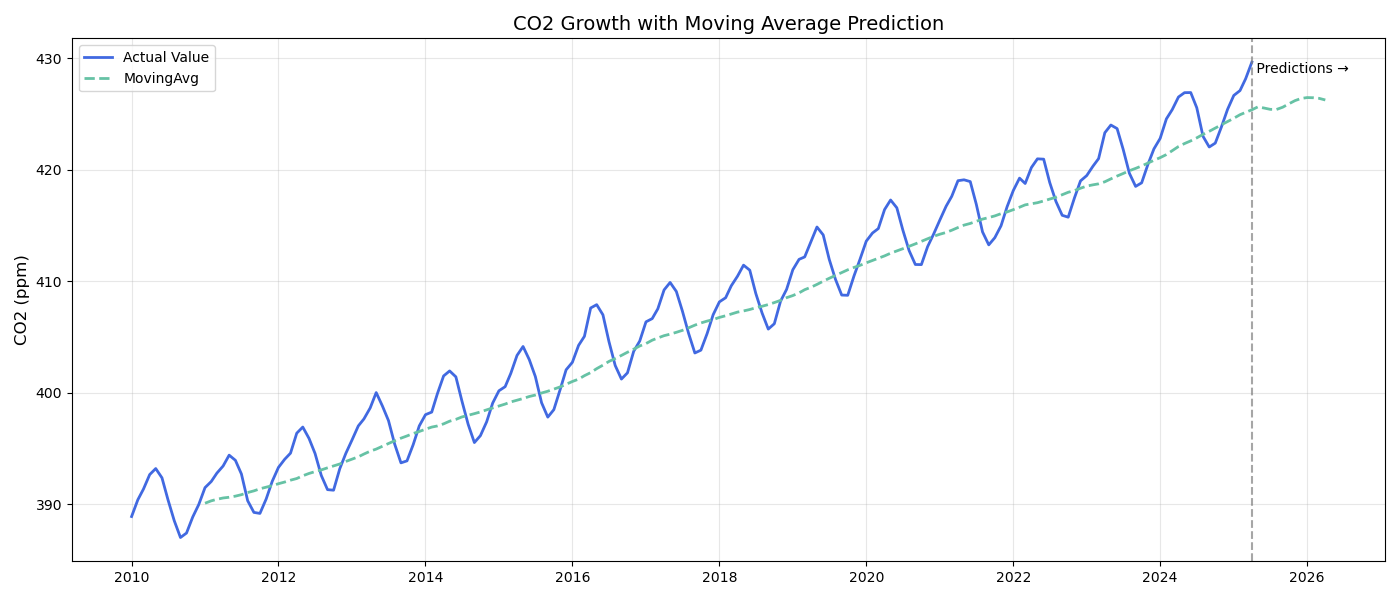 CO2 Growth with Moving Average Prediction
Actual Value
MovingAvg
Predictions →
CO2 (ppm)
430
420
410
400
390
2010
2012
2014
2016
2018
2020
2022
2024
2026